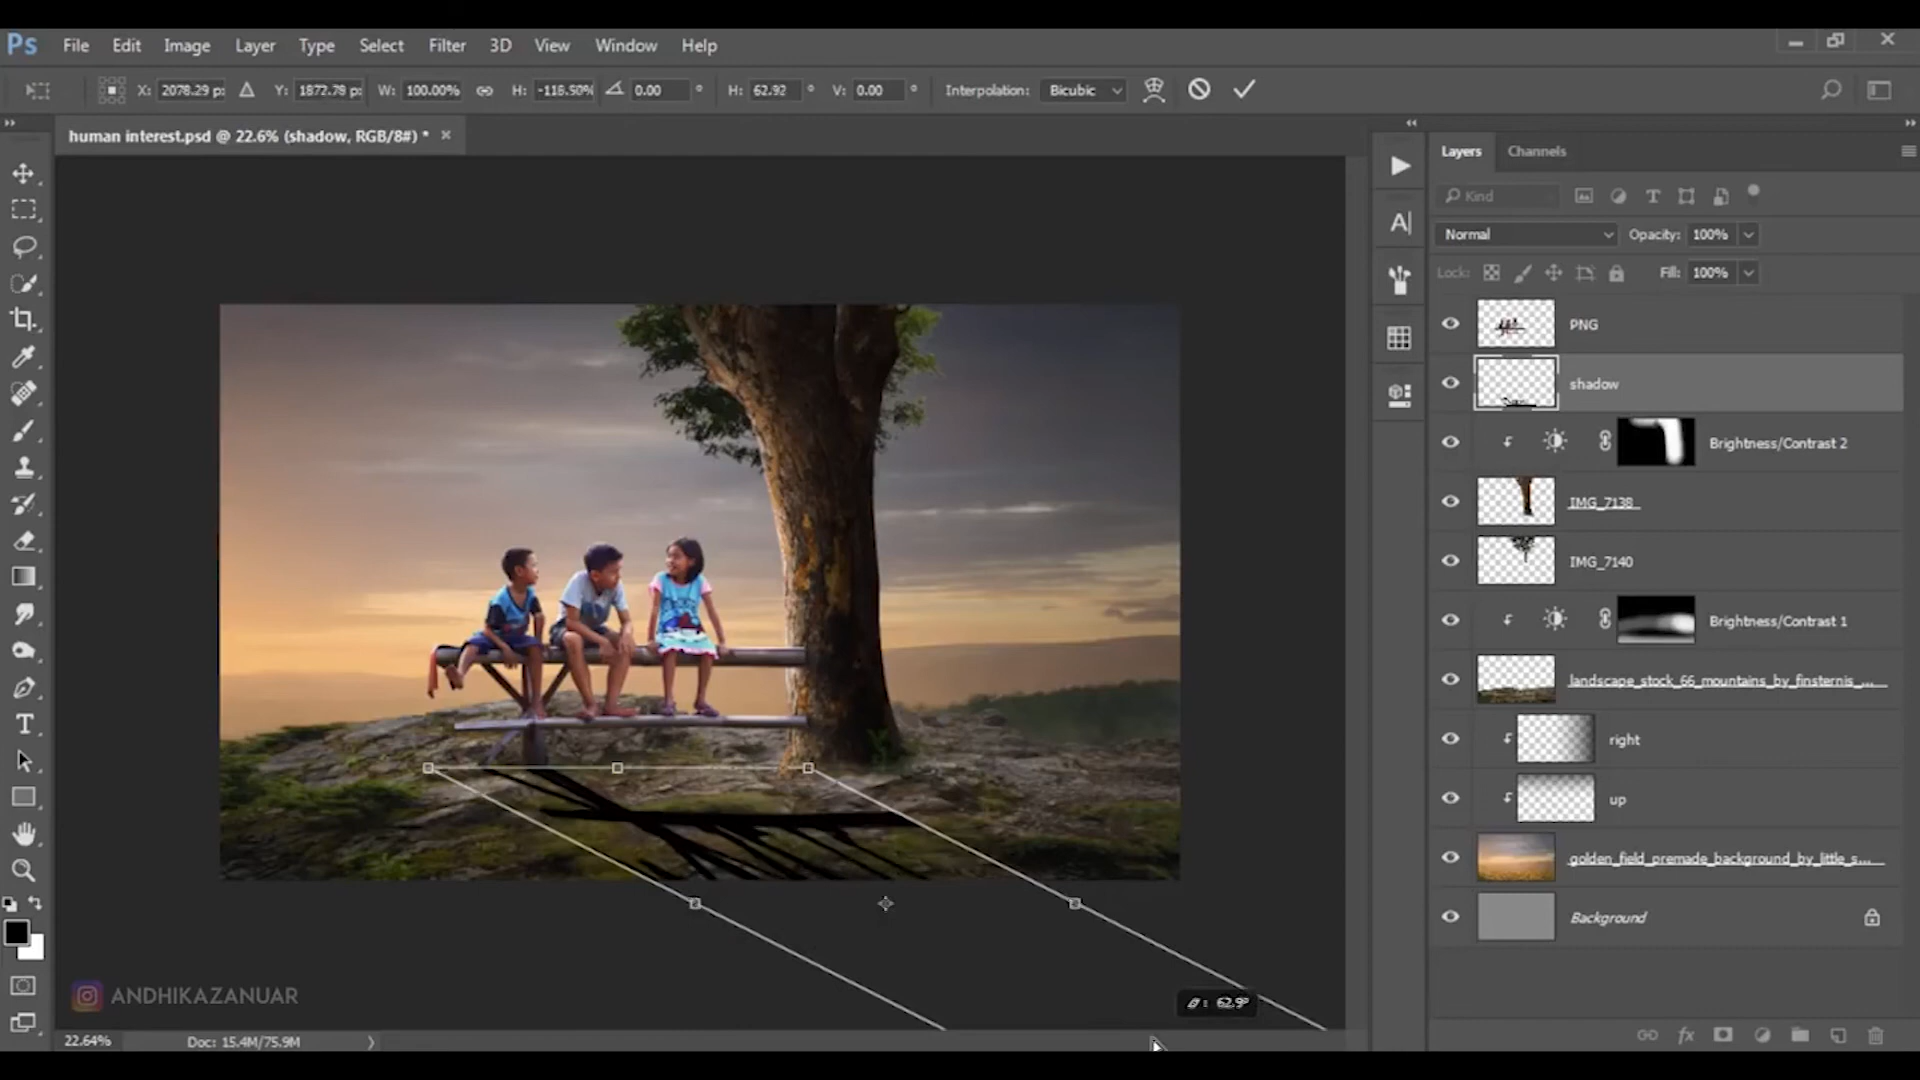 Ps File Edit Image Layer Type Select Filter 3D View Window Help
X: 2078.29 p: Y: 1872.78 p: W: 100.00% H: -116.50% 0.00 ° H: 62.92 ° V: 0.00 ° Interpolation: Bicubic
human interest.psd @ 22.6% (shadow, RGB/8#) * ×
Layers Channels
Kind
Normal Opacity: 100%
Lock: Fill: 100%
PNG
shadow
Brightness/Contrast 2
IMG_7138
IMG_7140
Brightness/Contrast 1
landscape_stock_66_mountains_by_finsternis_...
right
up
golden_field_premade_background_by_little_s...
Background
ANDHIKAZANUAR
: 62.9°
22.64% Doc: 15.4M/75.9M